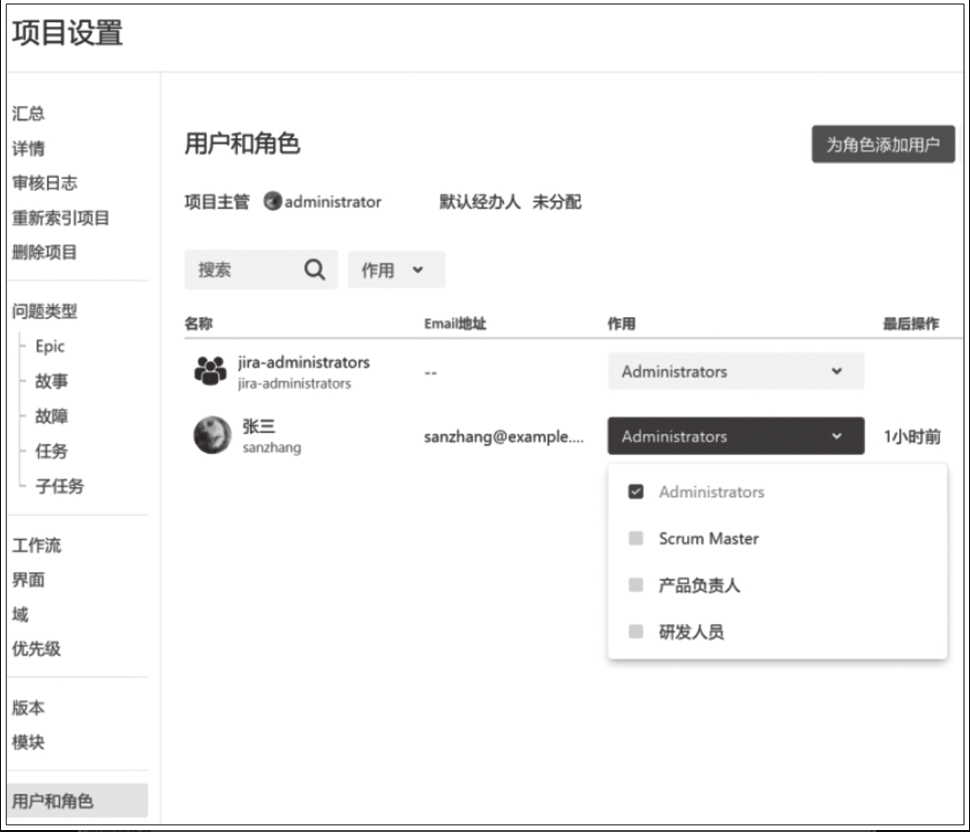 项目设置
汇总
详情
审核日志
重新索引项目
删除项目
问题类型
Epic
故事
故障
任务
子任务
工作流
界面
域
优先级
版本
模块
用户和角色
用户和角色
为角色添加用户
项目主管 administrator 默认经办人 未分配
搜索 作用
名称 Email地址 作用 最后操作
jira-administrators
jira-administrators
-- Administrators
张三
sanzhang
sanzhang@example.... Administrators 1小时前
Administrators
Scrum Master
产品负责人
研发人员